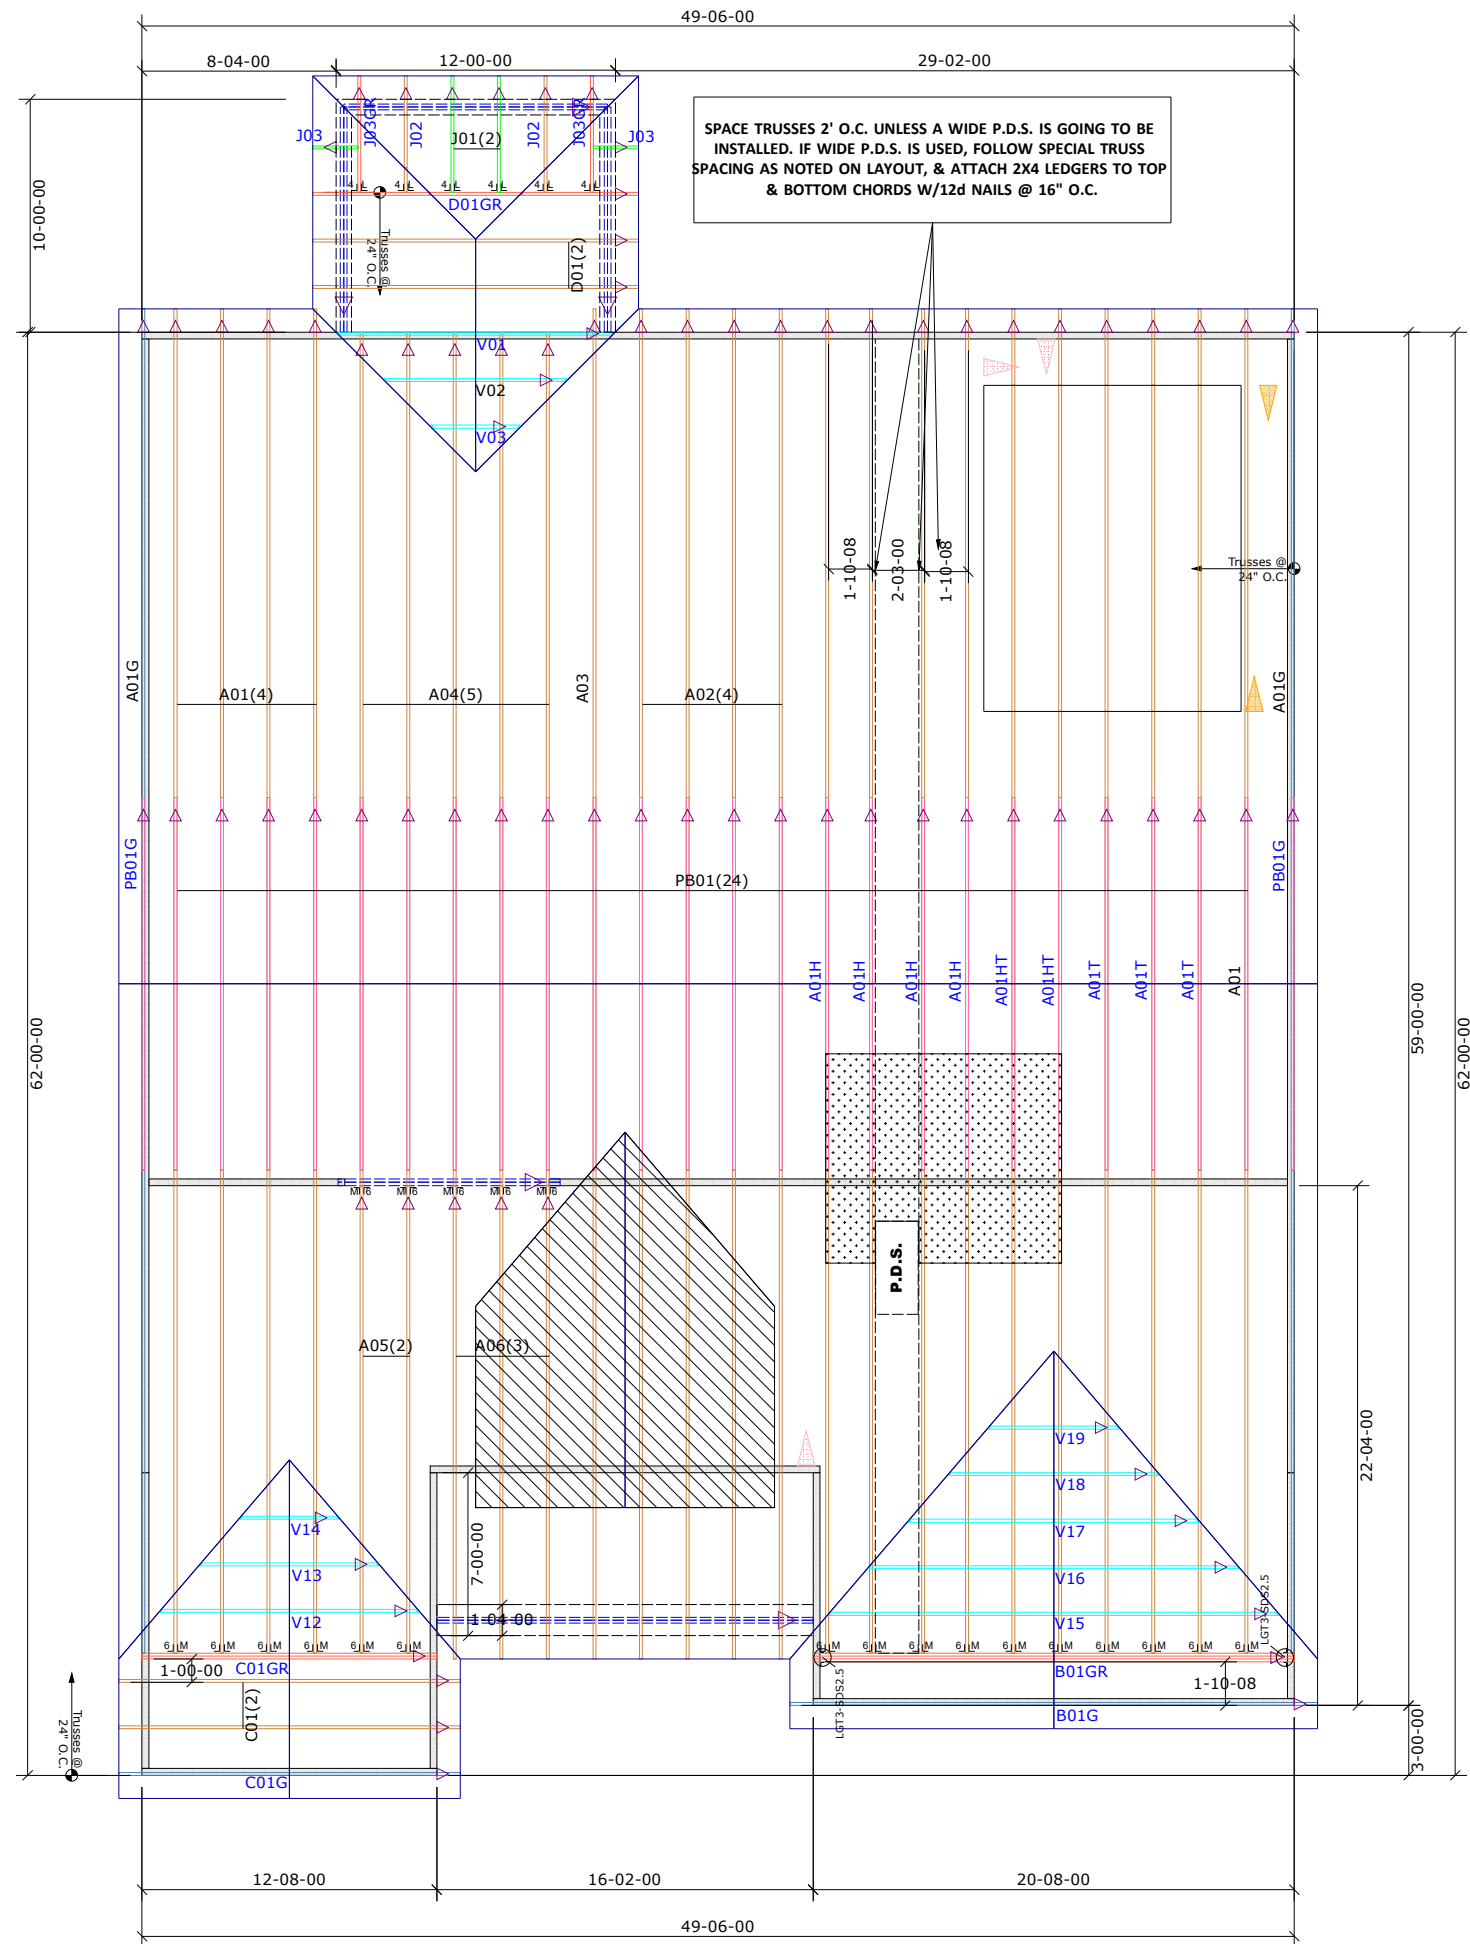 49-06-00
8-04-00
12-00-00
29-02-00
SPACE TRUSSES 2' O.C. UNLESS A WIDE P.D.S. IS GOING TO BE
INSTALLED. IF WIDE P.D.S. IS USED, FOLLOW SPECIAL TRUSS
SPACING AS NOTED ON LAYOUT, & ATTACH 2X4 LEDGERS TO TOP
& BOTTOM CHORDS W/12d NAILS @ 16" O.C.
J03
J03GR
J02
J01(2)
J02
J03GR
J03
D01GR
10-00-00
Trusses @
24" O.C.
D01(2)
V01
V02
V03
1-10-08
2-03-00
1-10-08
Trusses @
24" O.C.
A01G
A01(4)
A04(5)
A03
A02(4)
A01G
PB01G
PB01(24)
PB01G
A01H
A01H
A01H
A01H
A01HT
A01HT
A01T
A01T
A01T
A01
62-00-00
59-00-00
62-00-00
P.D.S.
A05(2)
A06(3)
22-04-00
V19
V18
V17
V16
V15
V14
V13
V12
7-00-00
1-04-00
LGT3-SDS2.5
LGT3-SDS2.5
C01GR
1-00-00
B01GR
1-10-08
C01(2)
B01G
Trusses @
24" O.C.
C01G
3-00-00
12-08-00
16-02-00
20-08-00
49-06-00